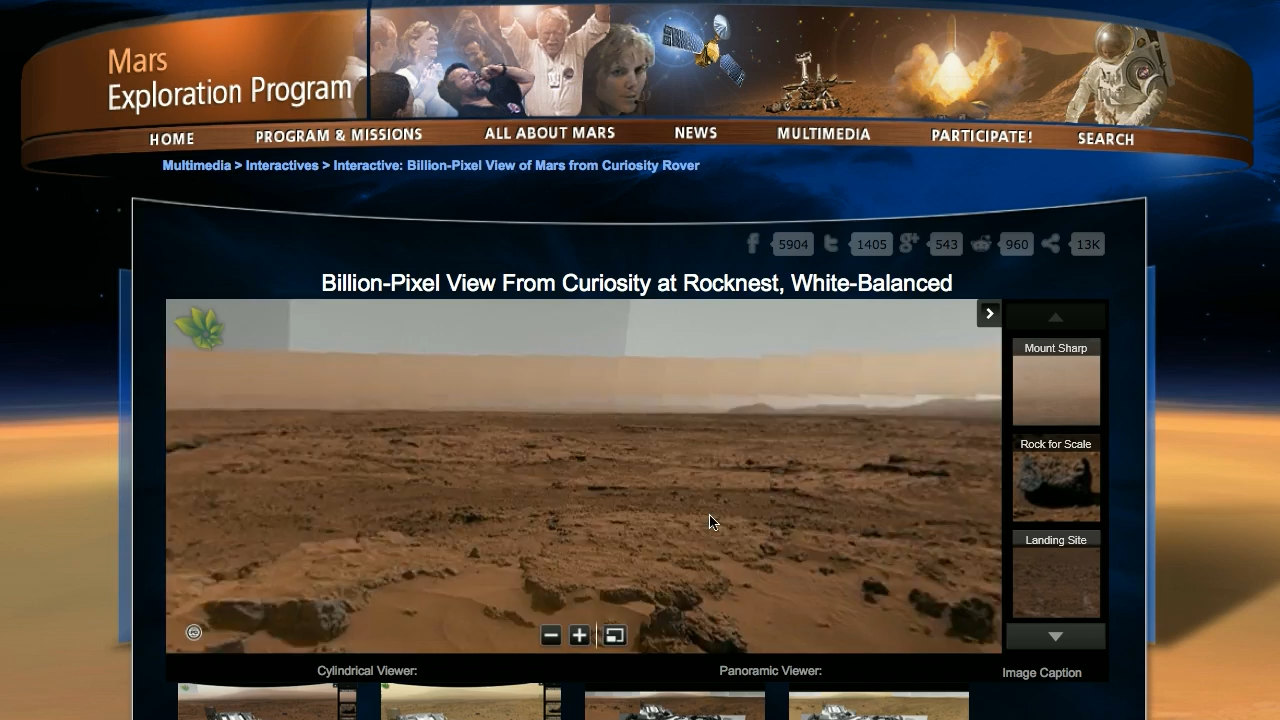 Mars
Exploration Program
HOME PROGRAM & MISSIONS ALL ABOUT MARS NEWS MULTIMEDIA PARTICIPATE! SEARCH
Multimedia > Interactives > Interactive: Billion-Pixel View of Mars from Curiosity Rover
5904 1405 543 960 13K
Billion-Pixel View From Curiosity at Rocknest, White-Balanced
Mount Sharp
Rock for Scale
Landing Site
Cylindrical Viewer: Panoramic Viewer: Image Caption